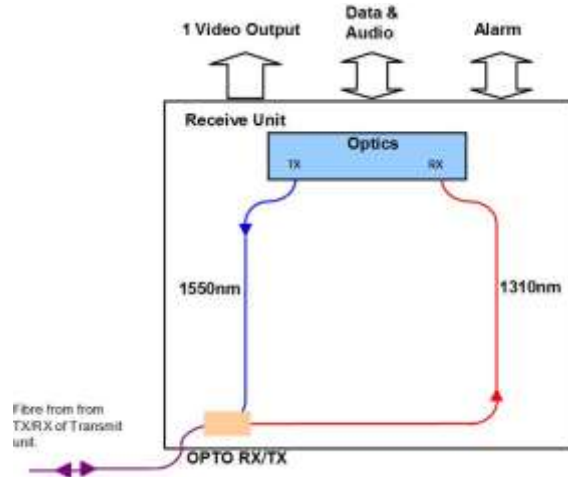 1 Video Output
Data &
Audio
Alarm
Receive Unit
Optics
TX
RX
1550nm
1310nm
Fibre from from
TX/RX of Transmit
unit.
OPTO RX/TX